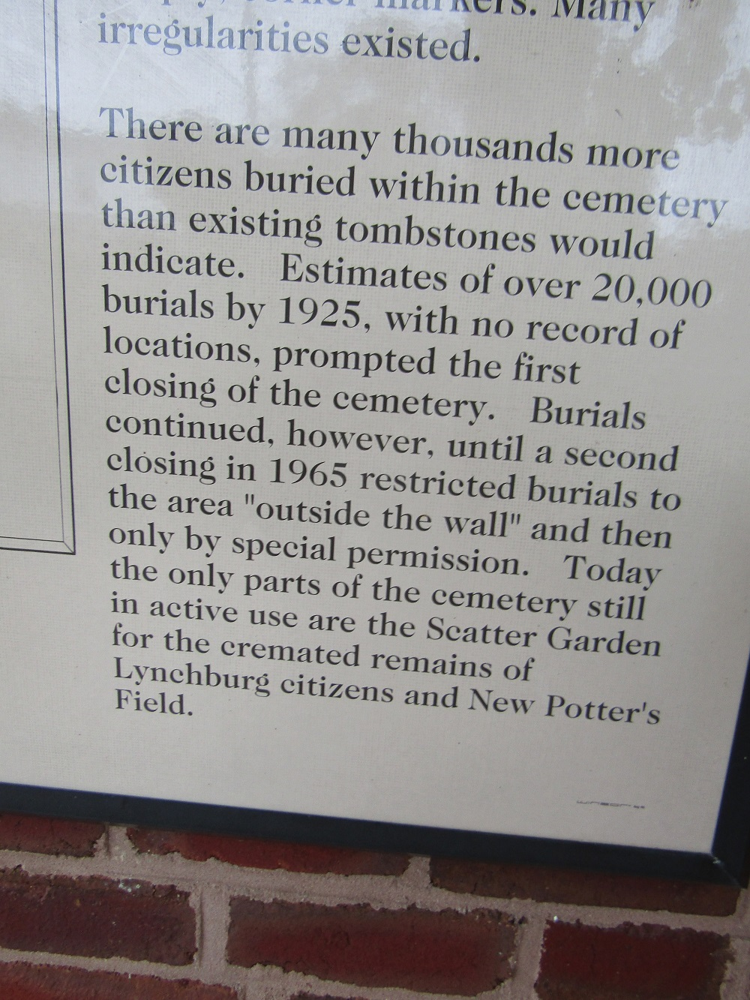 corner markers. Many
irregularities existed.
There are many thousands more
citizens buried within the cemetery
than existing tombstones would
indicate. Estimates of over 20,000
burials by 1925, with no record of
locations, prompted the first
closing of the cemetery. Burials
continued, however, until a second
closing in 1965 restricted burials to
the area "outside the wall" and then
only by special permission. Today
the only parts of the cemetery still
in active use are the Scatter Garden
for the cremated remains of
Lynchburg citizens and New Potter's
Field.